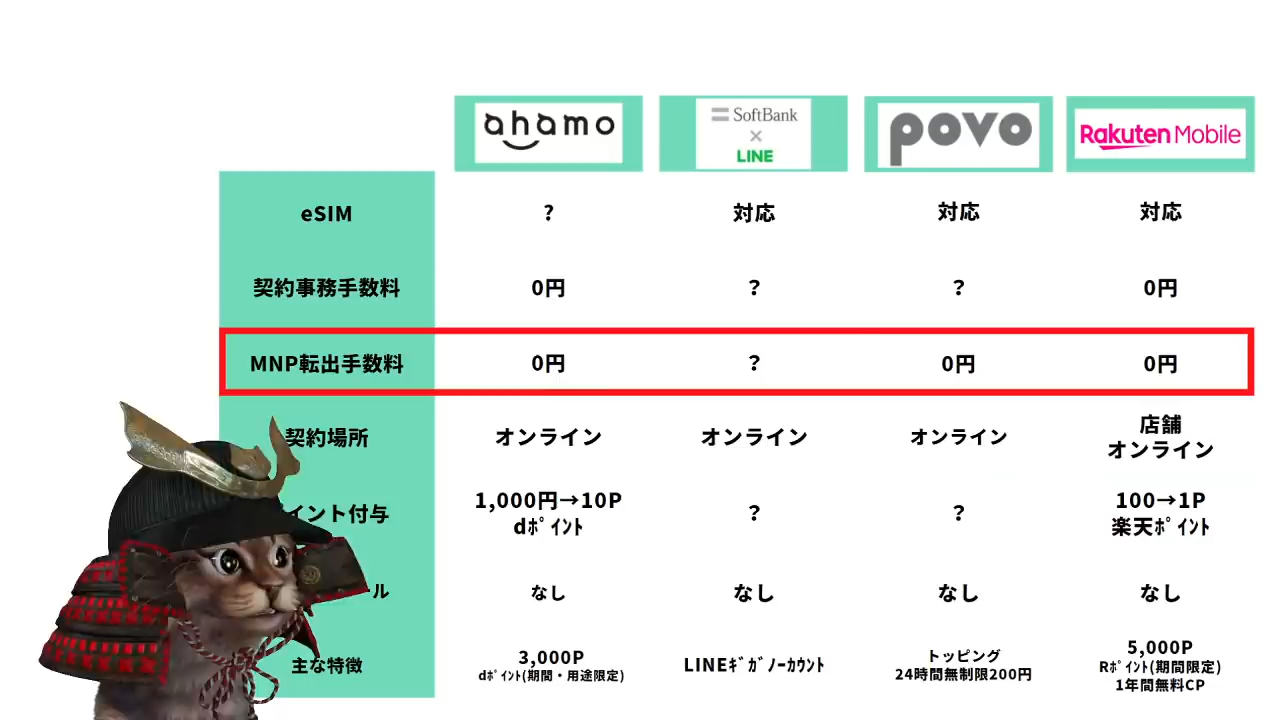 ahamo
SoftBank
×
LINE
povo
Rakuten Mobile
eSIM
?
対応
対応
対応
契約事務手数料
0円
?
?
0円
MNP転出手数料
0円
?
0円
0円
契約場所
オンライン
オンライン
オンライン
店舗
オンライン
イント付与
1,000円→10P
dﾎﾟｲﾝﾄ
?
?
100→1P
楽天ﾎﾟｲﾝﾄ
ール
なし
なし
なし
なし
主な特徴
3,000P
dﾎﾟｲﾝﾄ(期間・用途限定)
LINEｷﾞｶﾞﾉｰｶｳﾝﾄ
トッピング
24時間無制限200円
5,000P
Rﾎﾟｲﾝﾄ(期間限定)
1年間無料CP